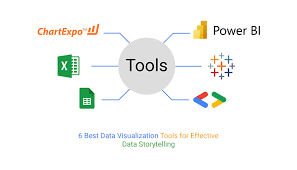 ChartExpo
Power BI
Tools
6 Best Data Visualization Tools for Effective
Data Storytelling